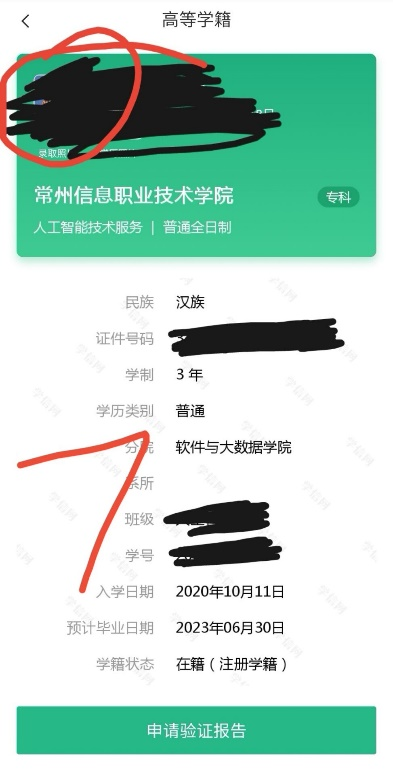 高等学籍
录取照
常州信息职业技术学院
专科
人工智能技术服务 | 普通全日制
民族 汉族
证件号码
学制 3 年
学历类别 普通
分院 软件与大数据学院
系所
班级
学号
入学日期 2020年10月11日
预计毕业日期 2023年06月30日
学籍状态 在籍（注册学籍）
申请验证报告
学信网